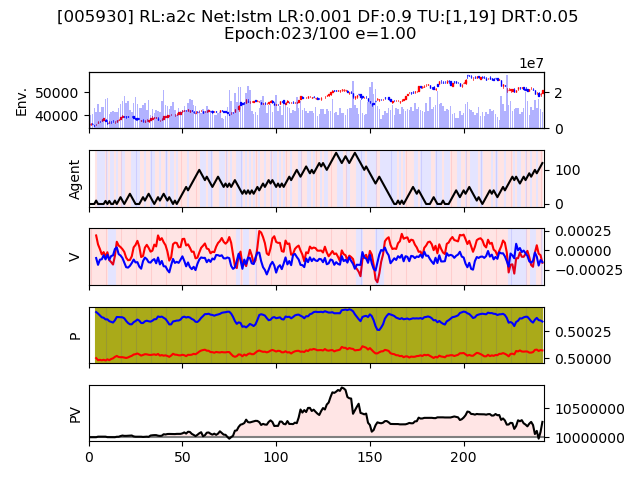 [005930] RL:a2c Net:lstm LR:0.001 DF:0.9 TU:[1,19] DRT:0.05
Epoch:023/100 e=1.00
1e7
Env.
50000
40000
2
0
Agent
100
0
V
0.00025
0.00000
−0.00025
P
0.50025
0.50000
PV
10500000
10000000
0 50 100 150 200